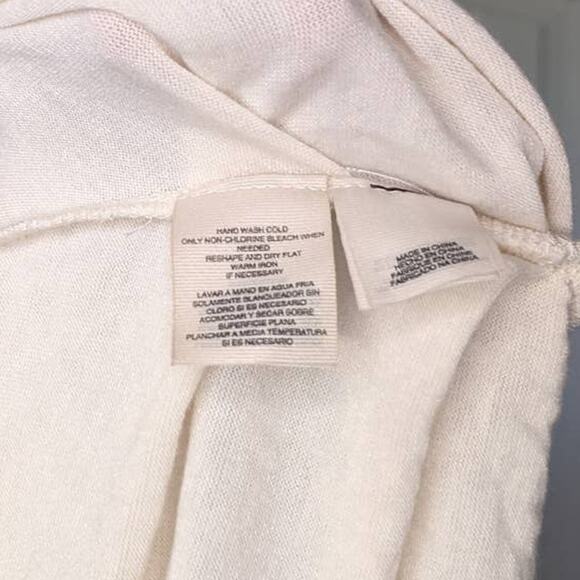 HAND WASH COLD
ONLY NON-CHLORINE BLEACH WHEN
NEEDED
RESHAPE AND DRY FLAT
WARM IRON
IF NECESSARY
LAVAR A MANO EN AGUA FRIA
SOLAMENTE BLANQUEADOR SIN
CLORO SI ES NECESARIO
ACOMODAR Y SECAR SOBRE
SUPERFICIE PLANA
PLANCHAR A MEDIA TEMPERATURA
SI ES NECESARIO
MADE IN CHINA
HECHO EN CHINA
FABRIQUE EN CHINE
FABRICADO NA CHINA